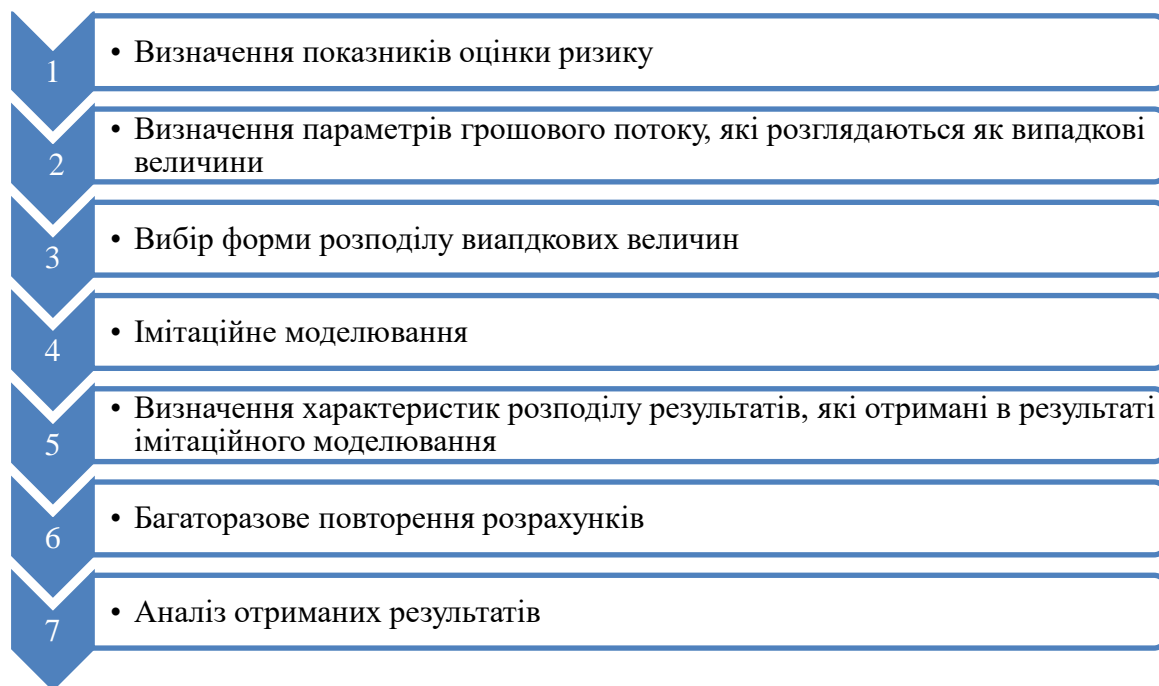 1
• Визначення показників оцінки ризику
2
• Визначення параметрів грошового потоку, які розглядаються як випадкові
величини
3
• Вибір форми розподілу виапдкових величин
4
• Імітаційне моделювання
5
• Визначення характеристик розподілу результатів, які отримані в результаті
імітаційного моделювання
6
• Багаторазове повторення розрахунків
7
• Аналіз отриманих результатів